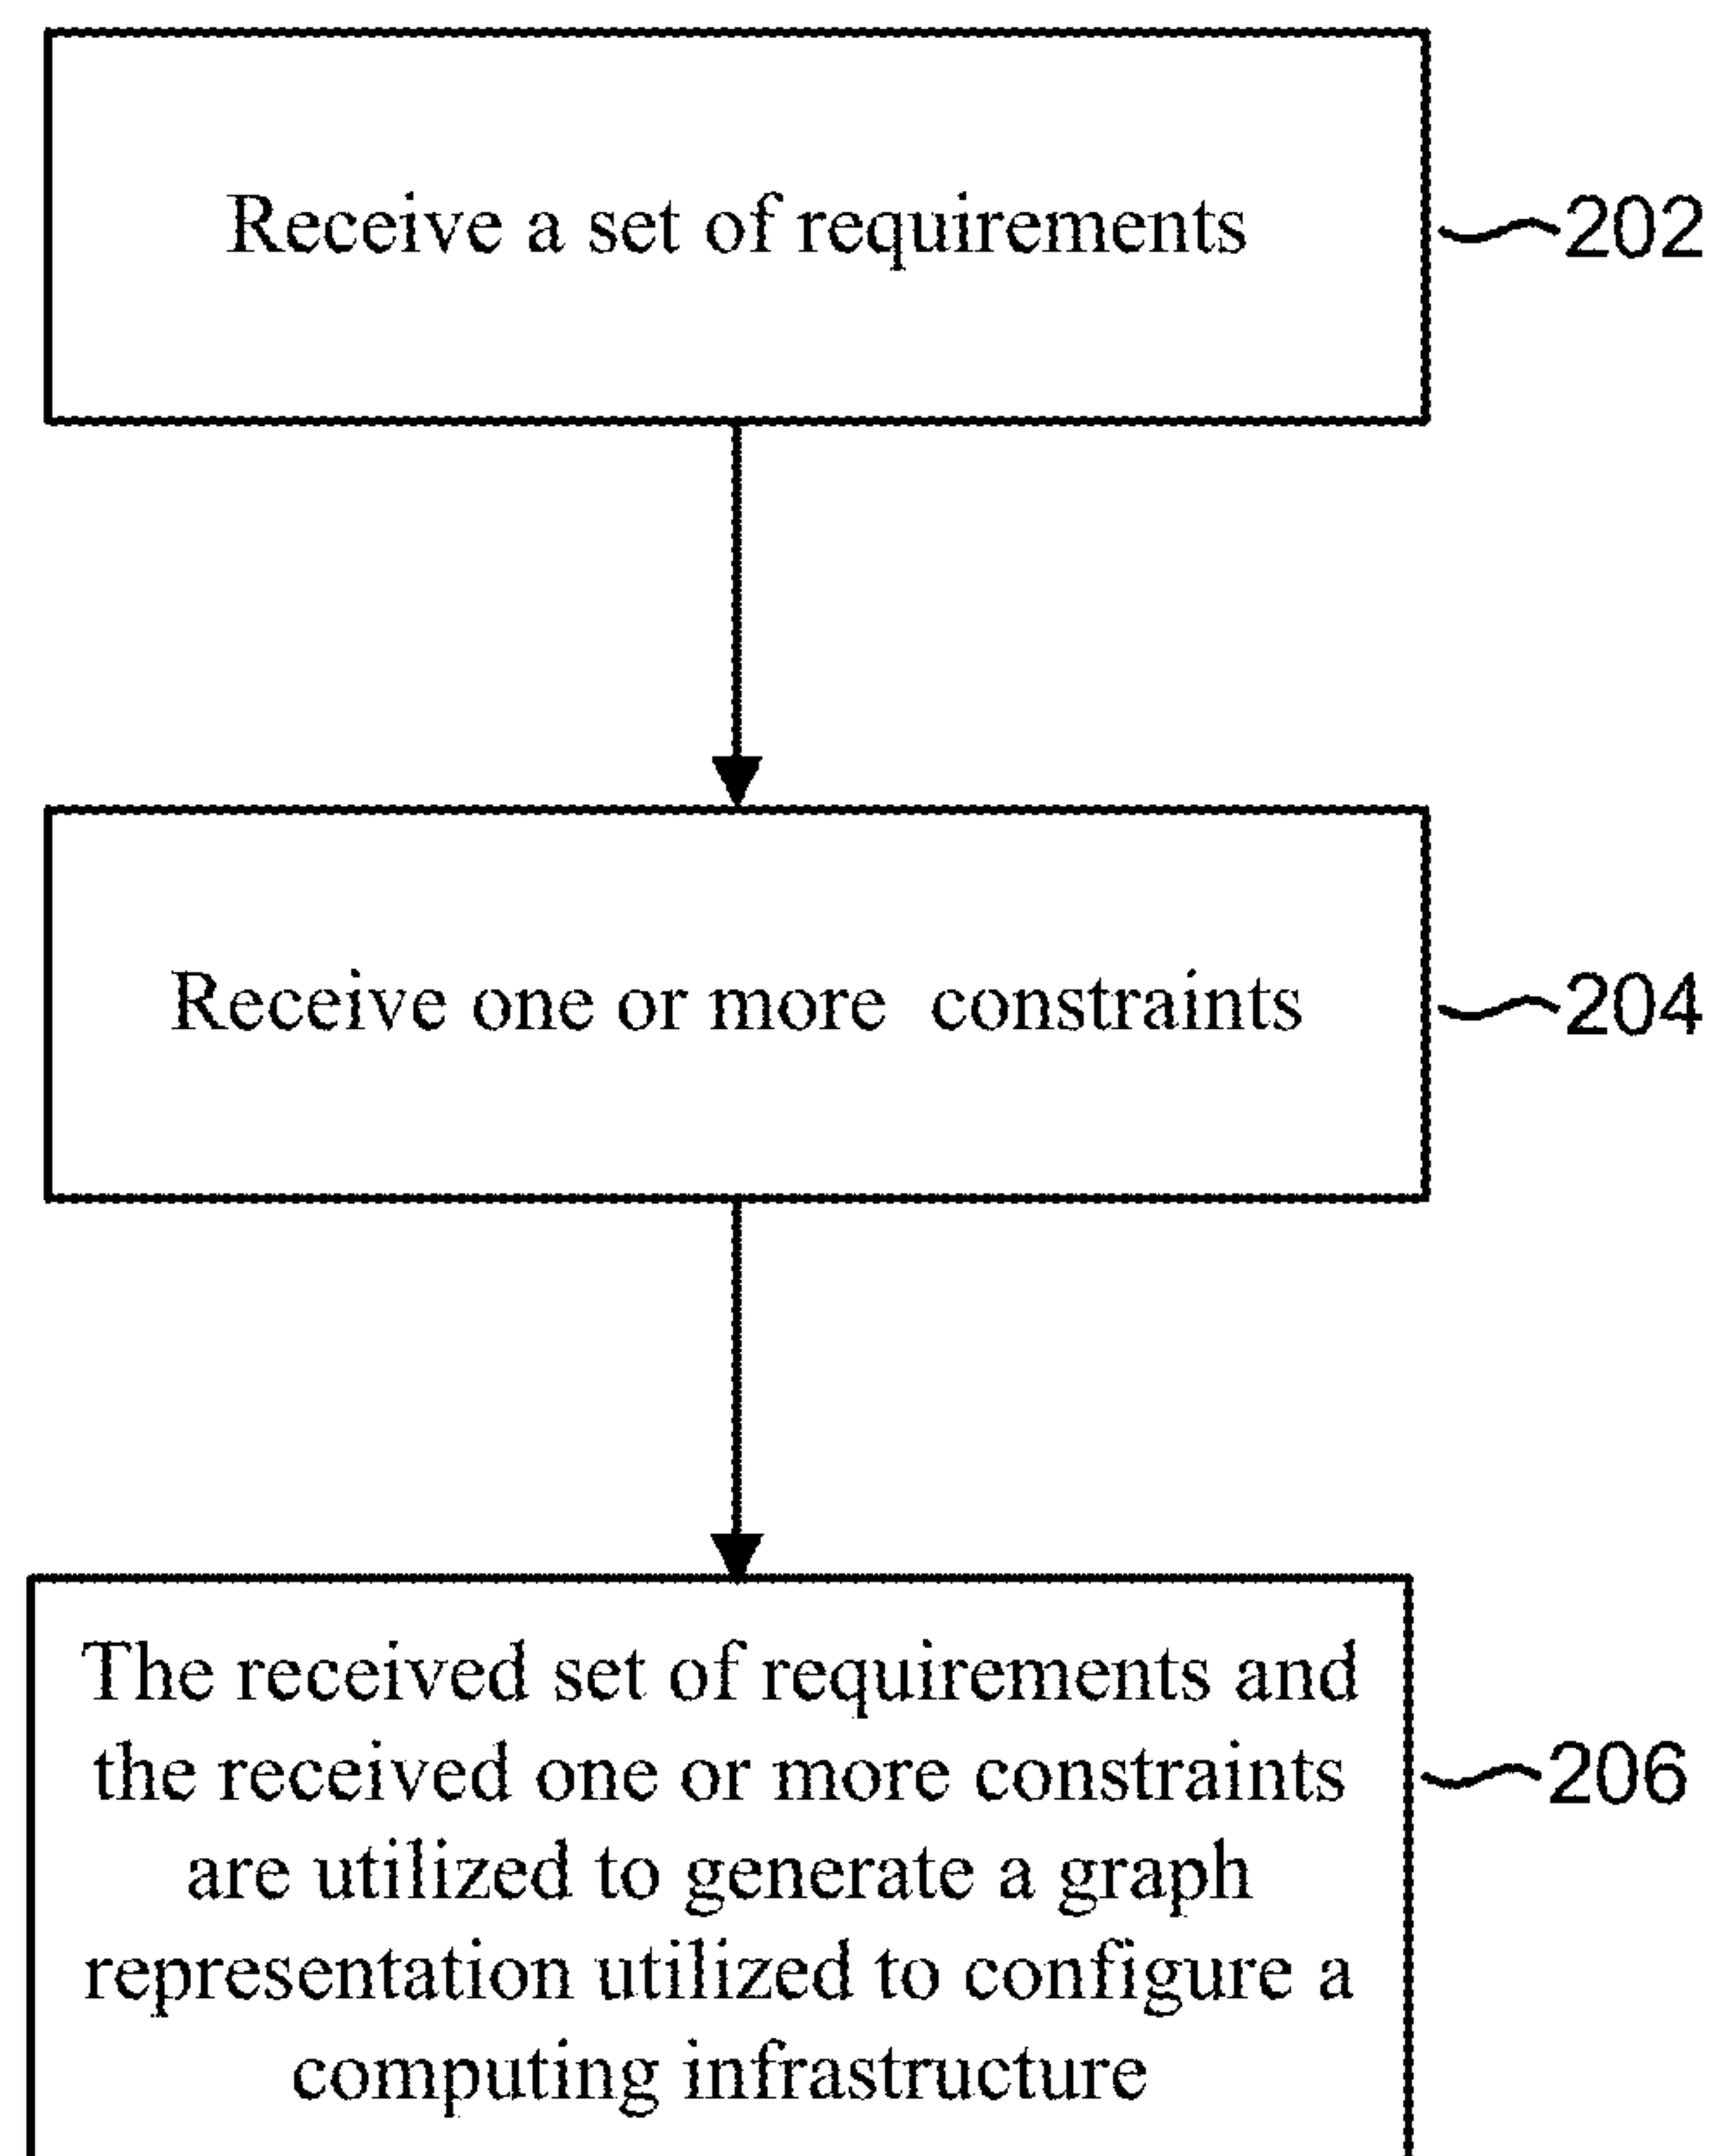 Receive a set of requirements
202
Receive one or more constraints
204
The received set of requirements and
the received one or more constraints
are utilized to generate a graph
representation utilized to configure a
computing infrastructure
206